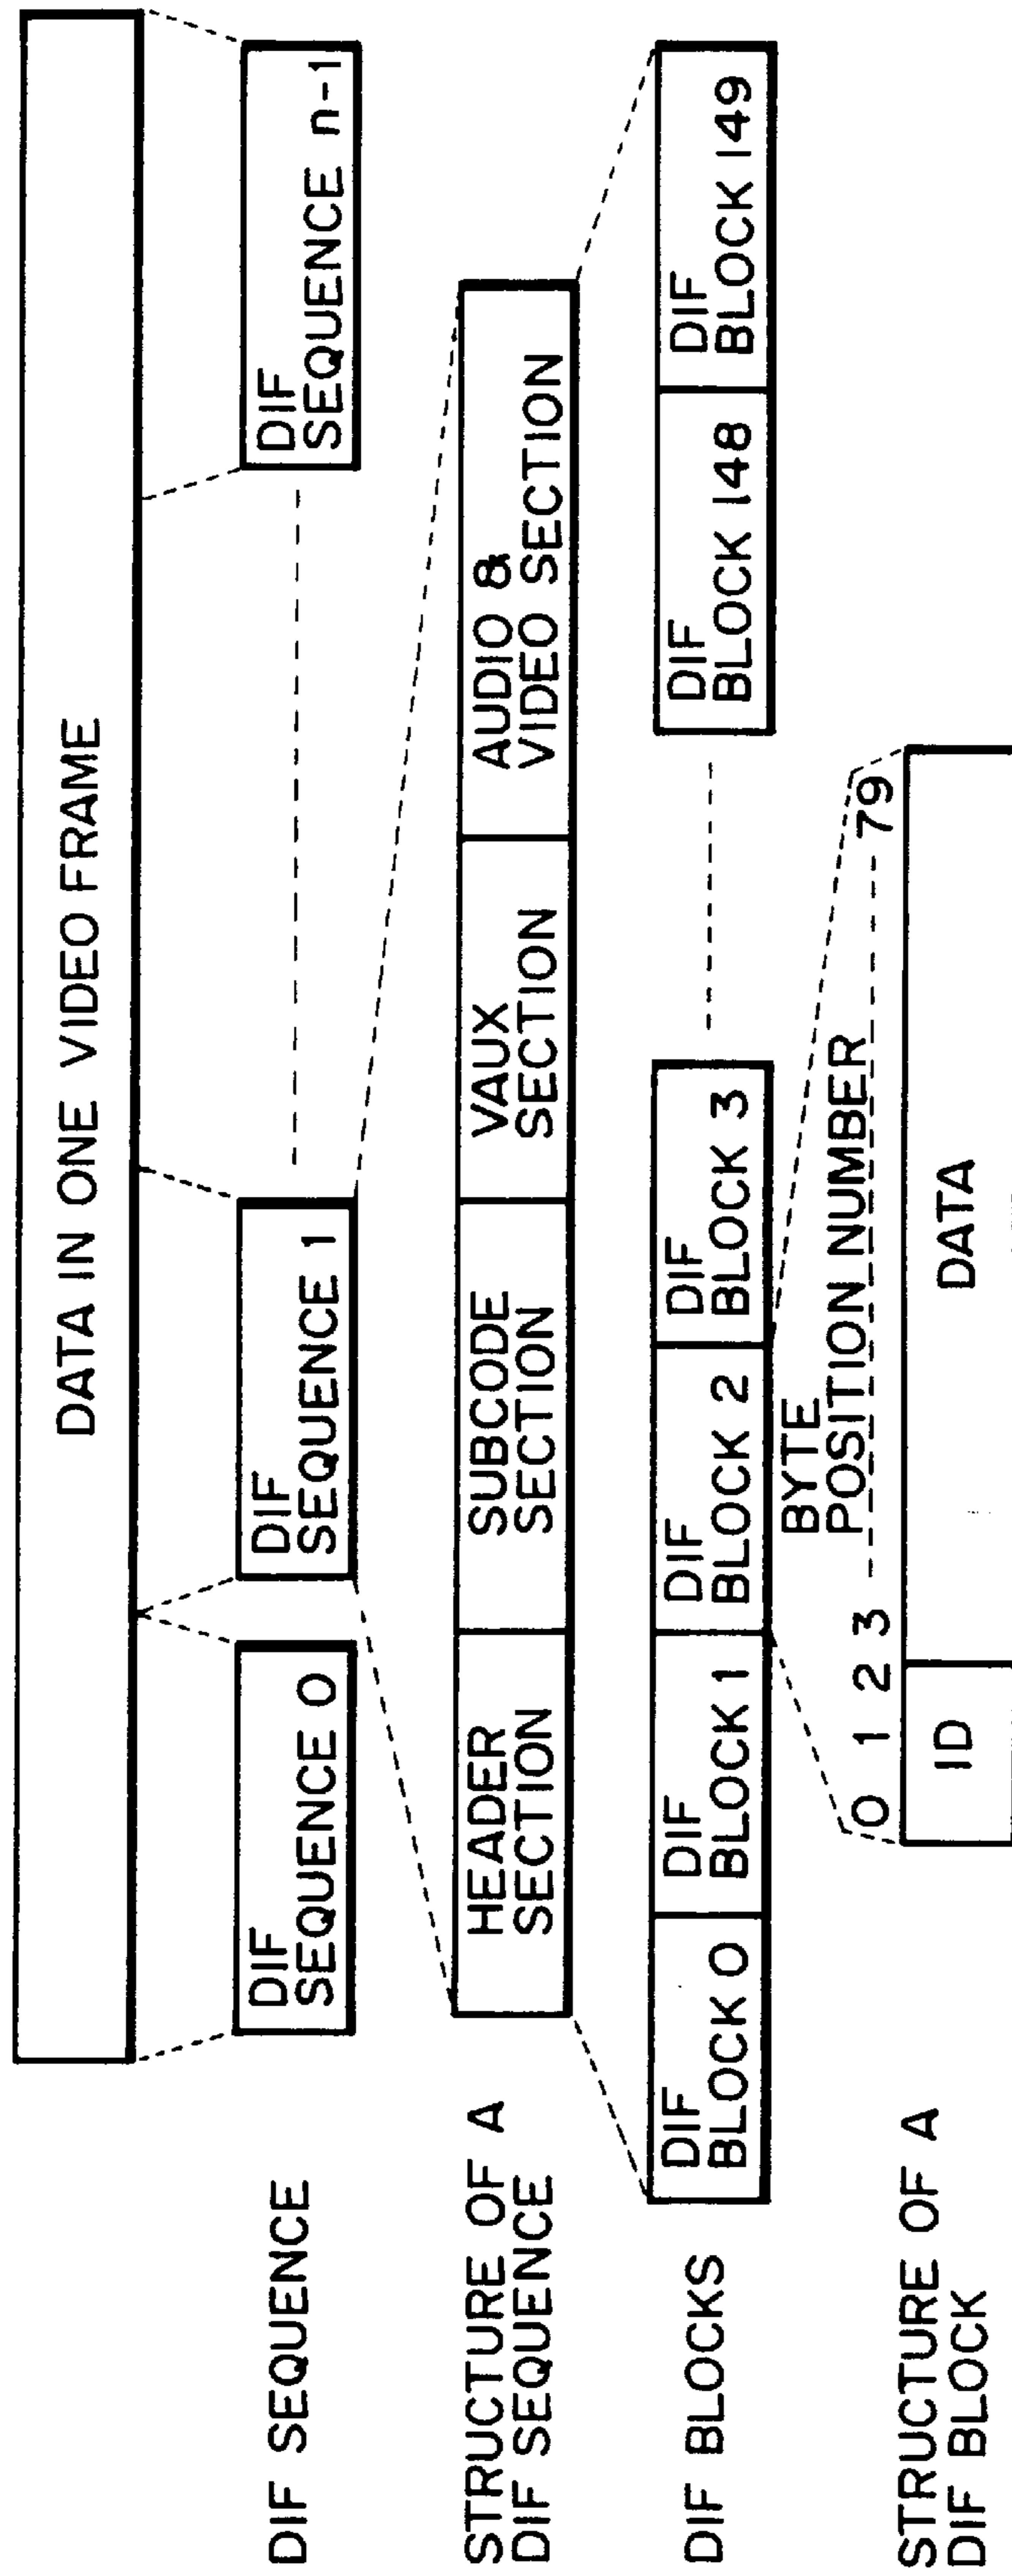 DATA IN ONE VIDEO FRAME
DIF SEQUENCE
DIF
SEQUENCE 0
DIF
SEQUENCE 1
DIF
SEQUENCE n-1
STRUCTURE OF A
DIF SEQUENCE
HEADER
SECTION
SUBCODE
SECTION
VAUX
SECTION
AUDIO &
VIDEO SECTION
DIF BLOCKS
DIF
BLOCK 0
DIF
BLOCK 1
DIF
BLOCK 2
DIF
BLOCK 3
DIF
BLOCK 148
DIF
BLOCK 149
BYTE
POSITION NUMBER
0 1 2 3 79
STRUCTURE OF A
DIF BLOCK
ID
DATA